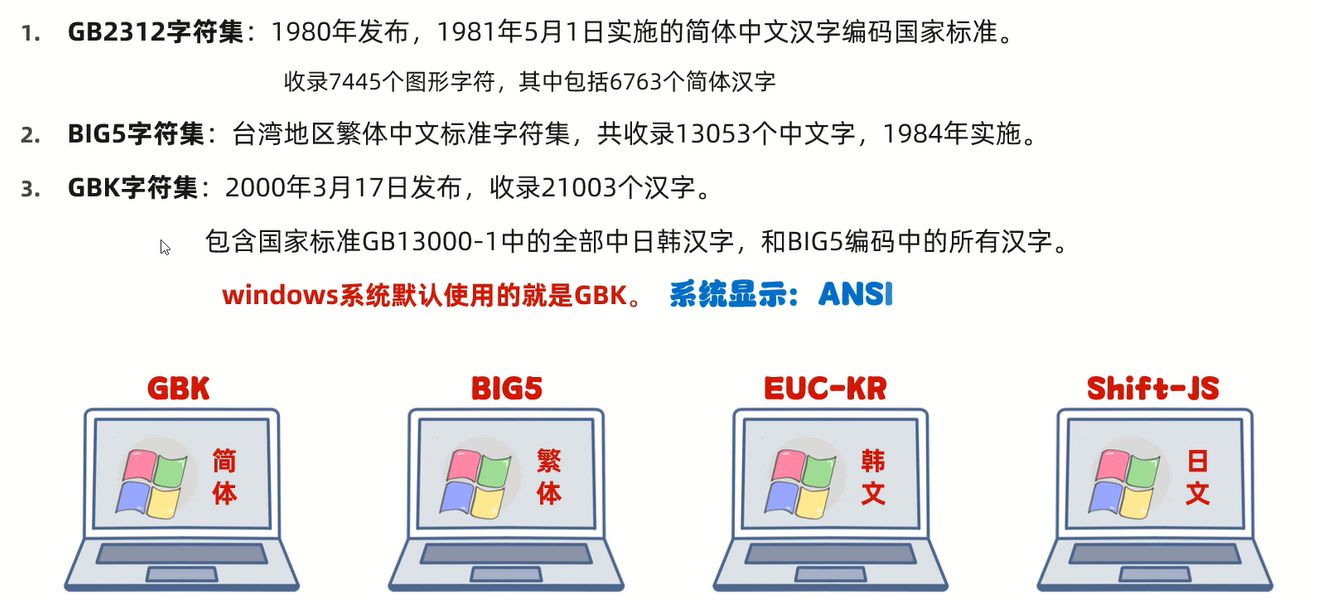 1. GB2312字符集：1980年发布，1981年5月1日实施的简体中文汉字编码国家标准。
收录7445个图形字符，其中包括6763个简体汉字
2. BIG5字符集：台湾地区繁体中文标准字符集，共收录13053个中文字，1984年实施。
3. GBK字符集：2000年3月17日发布，收录21003个汉字。
包含国家标准GB13000-1中的全部中日韩汉字，和BIG5编码中的所有汉字。
windows系统默认使用的就是GBK。 系统显示：ANSI
GBK BIG5 EUC-KR Shift-JS
简体 繁体 韩文 日文